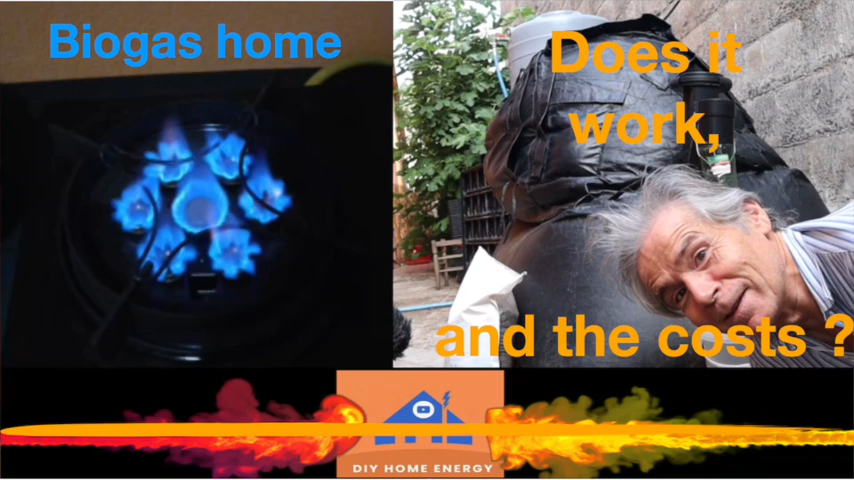 Biogas home
Does it
work,
and the costs ?
DIY HOME ENERGY